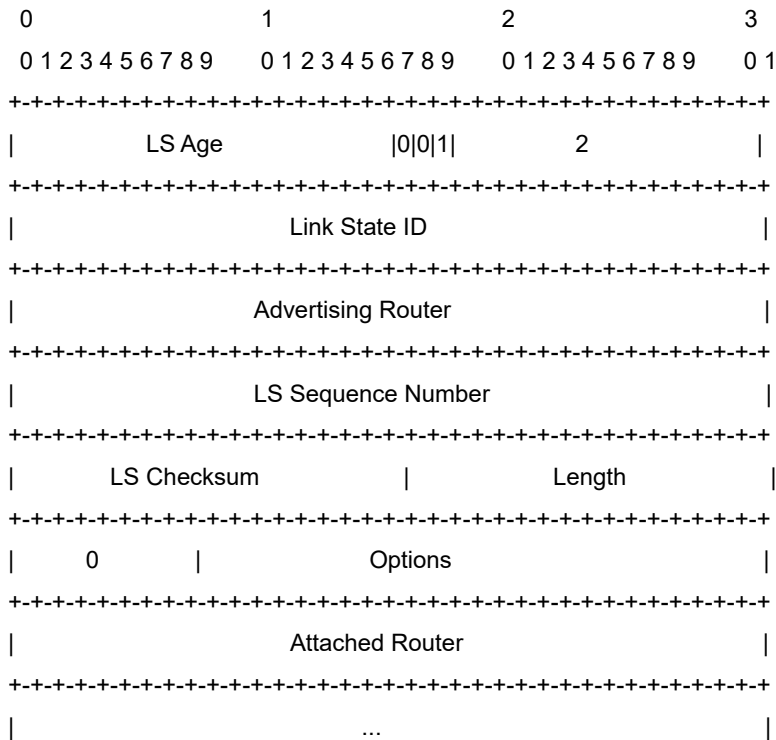 0 1 2 3
0 1 2 3 4 5 6 7 8 9 0 1 2 3 4 5 6 7 8 9 0 1 2 3 4 5 6 7 8 9 0 1
+-+-+-+-+-+-+-+-+-+-+-+-+-+-+-+-+-+-+-+-+-+-+-+-+-+-+-+-+-+-+-+-+
| LS Age |0|0|1| 2 |
+-+-+-+-+-+-+-+-+-+-+-+-+-+-+-+-+-+-+-+-+-+-+-+-+-+-+-+-+-+-+-+-+
| Link State ID |
+-+-+-+-+-+-+-+-+-+-+-+-+-+-+-+-+-+-+-+-+-+-+-+-+-+-+-+-+-+-+-+-+
| Advertising Router |
+-+-+-+-+-+-+-+-+-+-+-+-+-+-+-+-+-+-+-+-+-+-+-+-+-+-+-+-+-+-+-+-+
| LS Sequence Number |
+-+-+-+-+-+-+-+-+-+-+-+-+-+-+-+-+-+-+-+-+-+-+-+-+-+-+-+-+-+-+-+-+
| LS Checksum | Length |
+-+-+-+-+-+-+-+-+-+-+-+-+-+-+-+-+-+-+-+-+-+-+-+-+-+-+-+-+-+-+-+-+
| 0 | Options |
+-+-+-+-+-+-+-+-+-+-+-+-+-+-+-+-+-+-+-+-+-+-+-+-+-+-+-+-+-+-+-+-+
| Attached Router |
+-+-+-+-+-+-+-+-+-+-+-+-+-+-+-+-+-+-+-+-+-+-+-+-+-+-+-+-+-+-+-+-+
| ... |